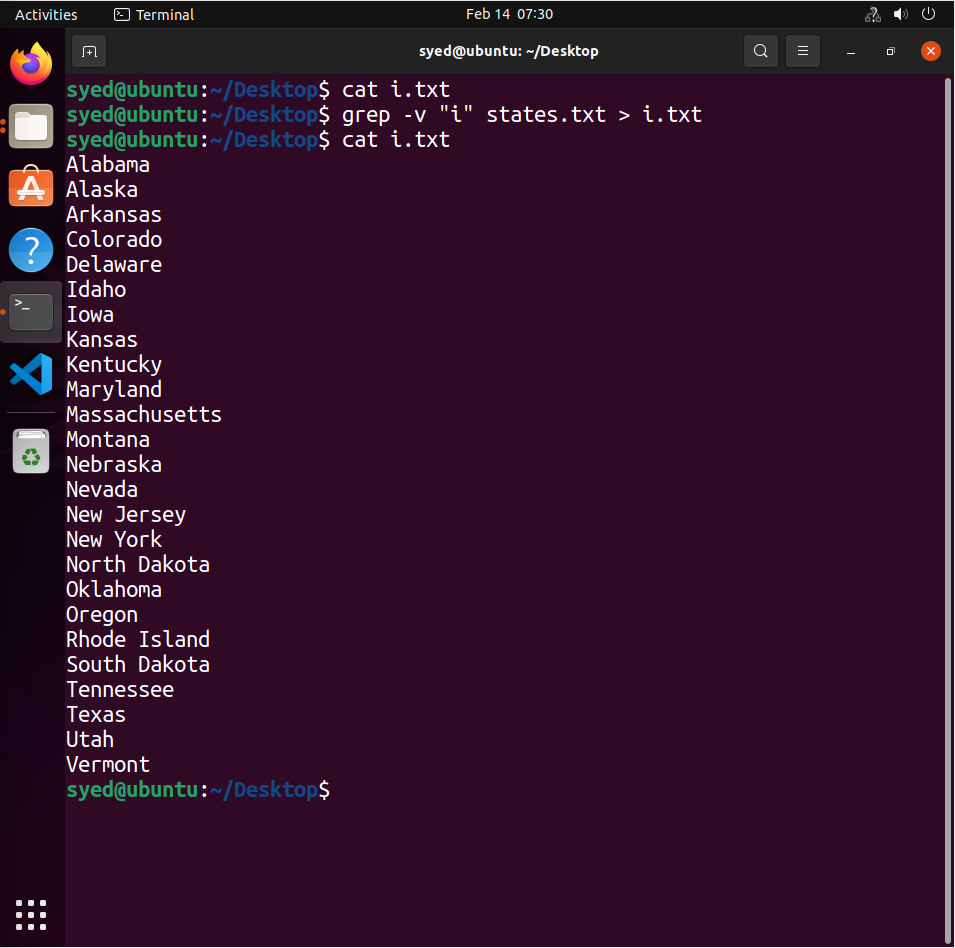 Activities Terminal Feb 14 07:30
syed@ubuntu: ~/Desktop
syed@ubuntu:~/Desktop$ cat i.txt
syed@ubuntu:~/Desktop$ grep -v "i" states.txt > i.txt
syed@ubuntu:~/Desktop$ cat i.txt
Alabama
Alaska
Arkansas
Colorado
Delaware
Idaho
Iowa
Kansas
Kentucky
Maryland
Massachusetts
Montana
Nebraska
Nevada
New Jersey
New York
North Dakota
Oklahoma
Oregon
Rhode Island
South Dakota
Tennessee
Texas
Utah
Vermont
syed@ubuntu:~/Desktop$